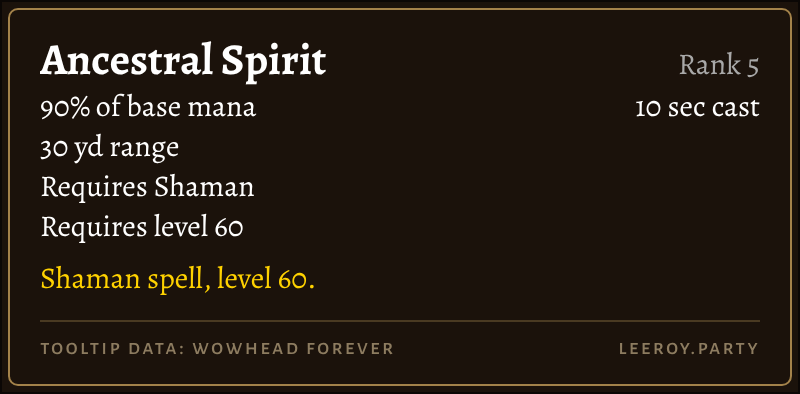 Ancestral Spirit Rank 5
90% of base mana 10 sec cast
30 yd range
Requires Shaman
Requires level 60
Shaman spell, level 60.
TOOLTIP DATA: WOWHEAD FOREVER LEEROY.PARTY